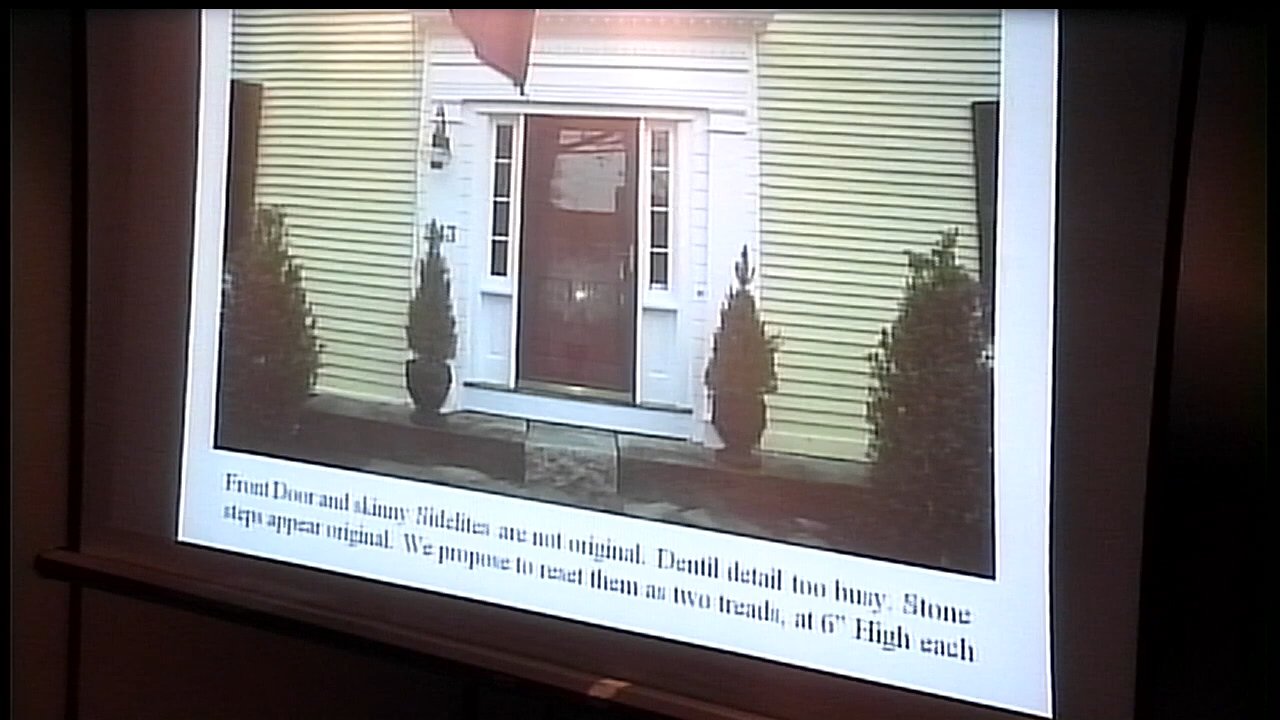 Front Door and skinny Sidelites are not original. Dentil detail too busy. Stone
steps appear original. We propose to reset them as two treads, at 6" High each